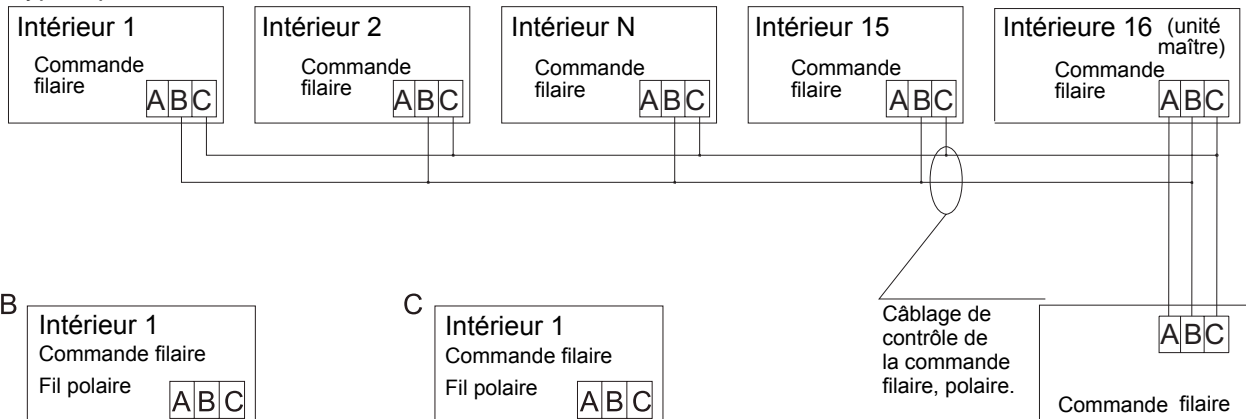 Intérieur 1
Commande
filaire
A B C
Intérieur 2
Commande
filaire
A B C
Intérieur N
Commande
filaire
A B C
Intérieur 15
Commande
filaire
A B C
Intérieure 16 (unité
maître)
Commande
filaire
A B C
B
Intérieur 1
Commande filaire
Fil polaire
A B C
C
Intérieur 1
Commande filaire
Fil polaire
A B C
Câblage de
contrôle de
la commande
filaire, polaire.
A B C
Commande filaire